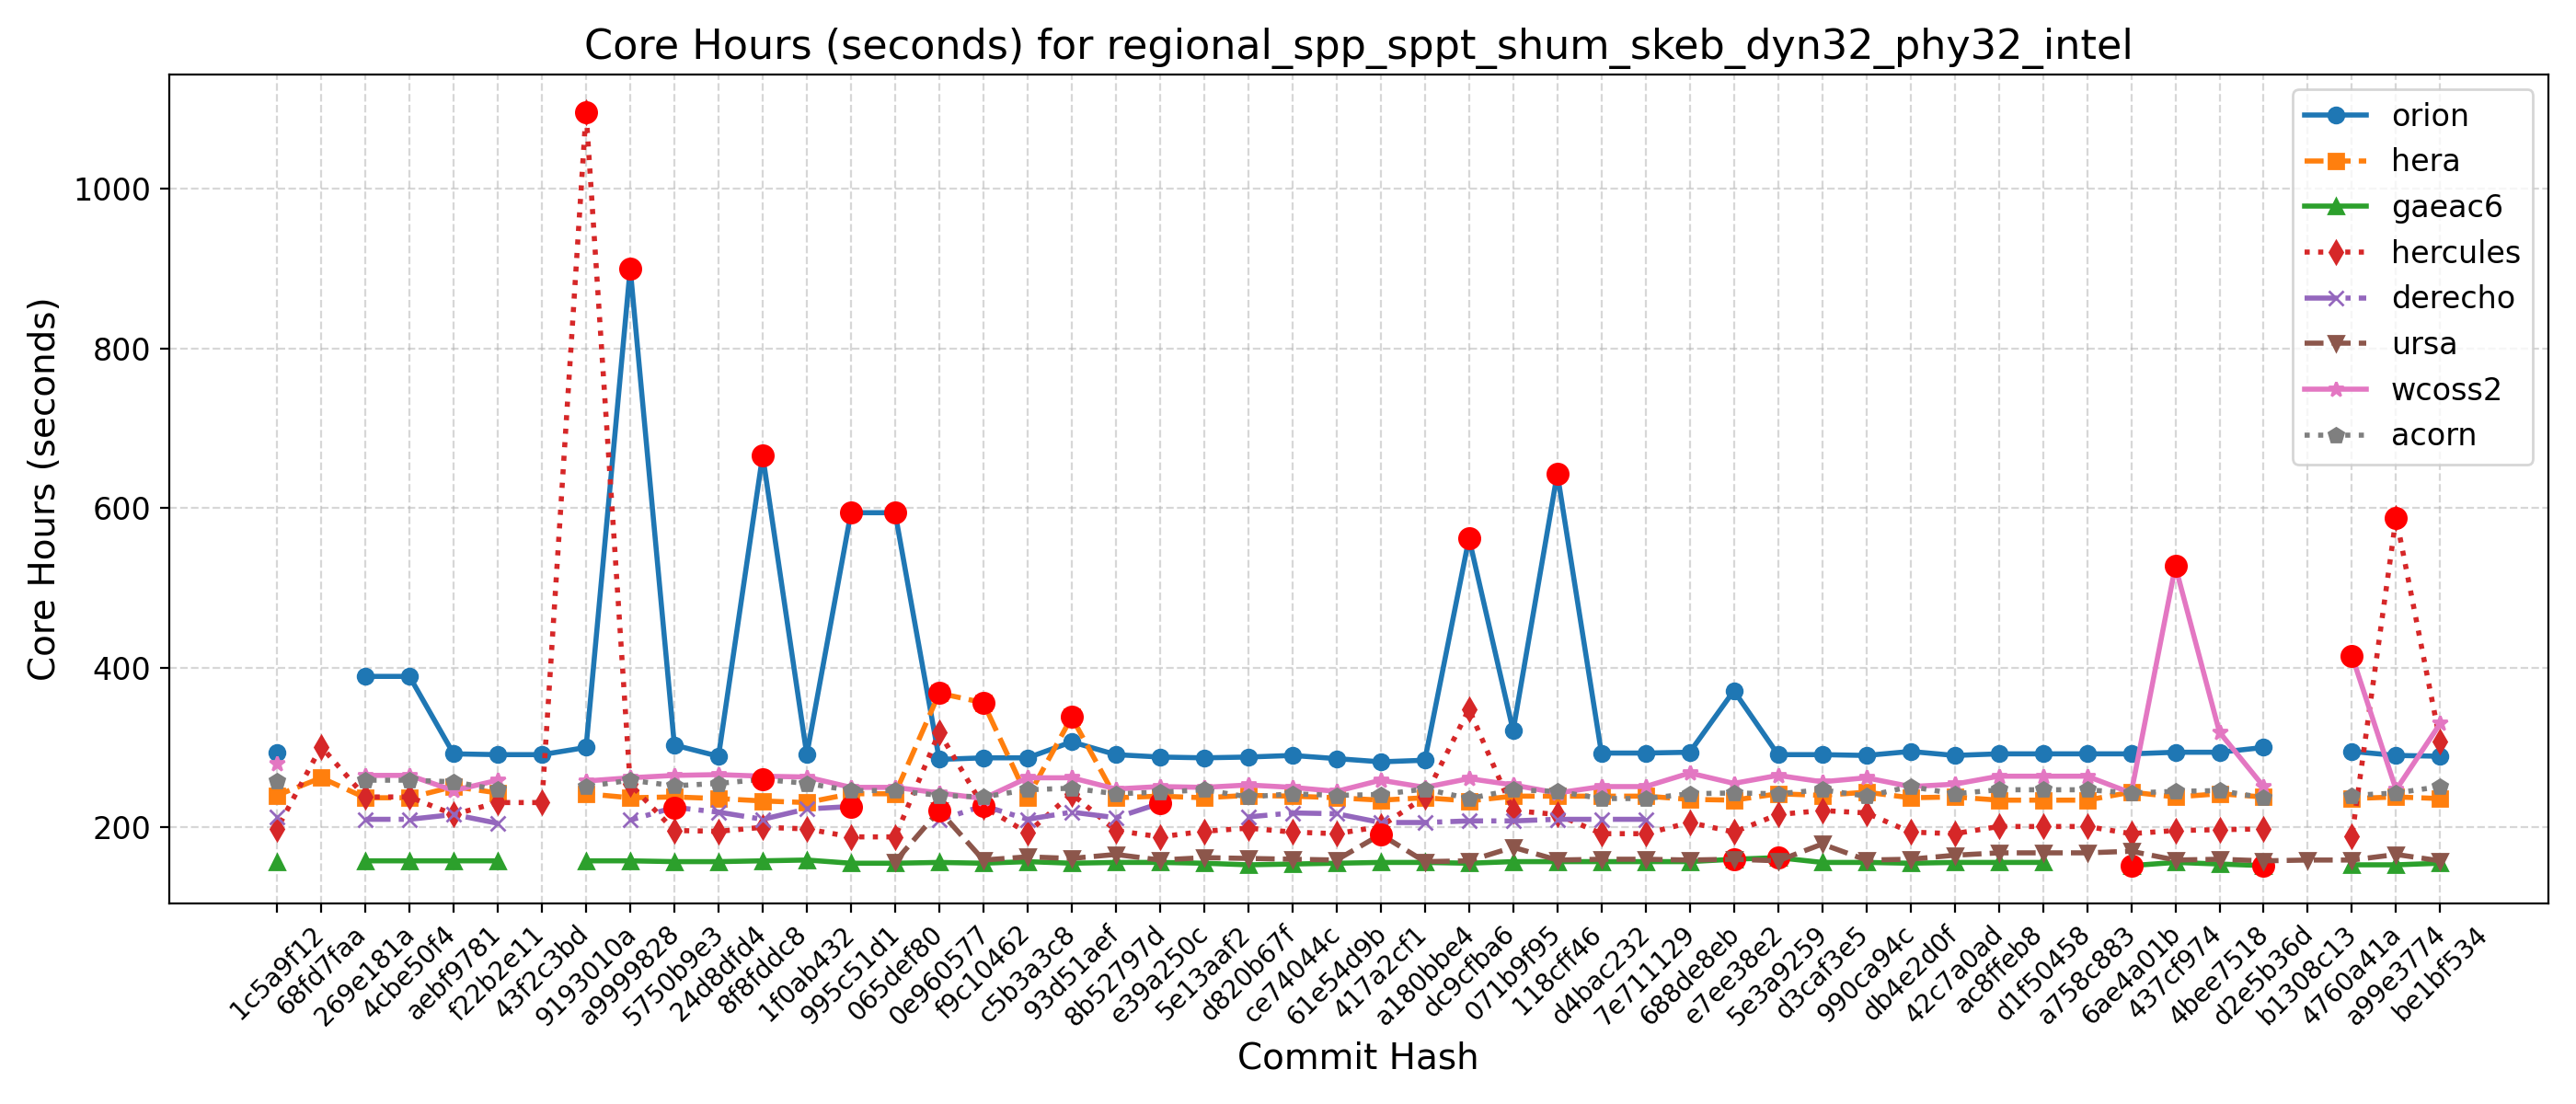 Core Hours (seconds) for regional_spp_sppt_shum_skeb_dyn32_phy32_intel
Core Hours (seconds)
1000
800
600
400
200
orion
hera
gaeac6
hercules
derecho
ursa
wcoss2
acorn
1c5a9f12
68fd7faa
269e181a
4cbe50f4
aebf9781
f22b2e11
43f2c3bd
9193010a
a9999828
5750b9e3
24d8dfd4
8f8fddc8
1f0ab432
995c51d1
065def80
0e960577
f9c10462
c5b3a3c8
93d51aef
8b52797d
e39a250c
5e13aaf2
d820b67f
ce74044c
61e54d9b
417a2cf1
a180bbe4
dc9cfba6
071b9f95
118cff46
d4bac232
7e711129
688de8eb
e7ee38e2
5e3a9259
d3caf3e5
990ca94c
db4e2d0f
42c7a0ad
ac8ffeb8
d1f50458
a758c883
6ae4a01b
437cf974
4bee7518
d2e5b36d
b1308c13
4760a41a
a99e3774
be1bf534
Commit Hash